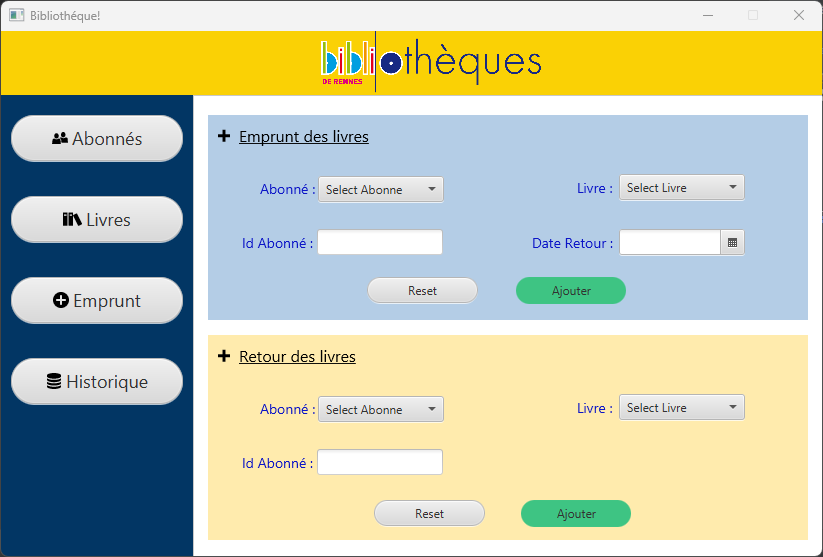 Bibliothéque!
bibliothèques
DE RENNES
Abonnés
Livres
Emprunt
Historique
Emprunt des livres
Abonné : Select Abonne Livre : Select Livre
Id Abonné : Date Retour :
Reset Ajouter
Retour des livres
Abonné : Select Abonne Livre : Select Livre
Id Abonné :
Reset Ajouter